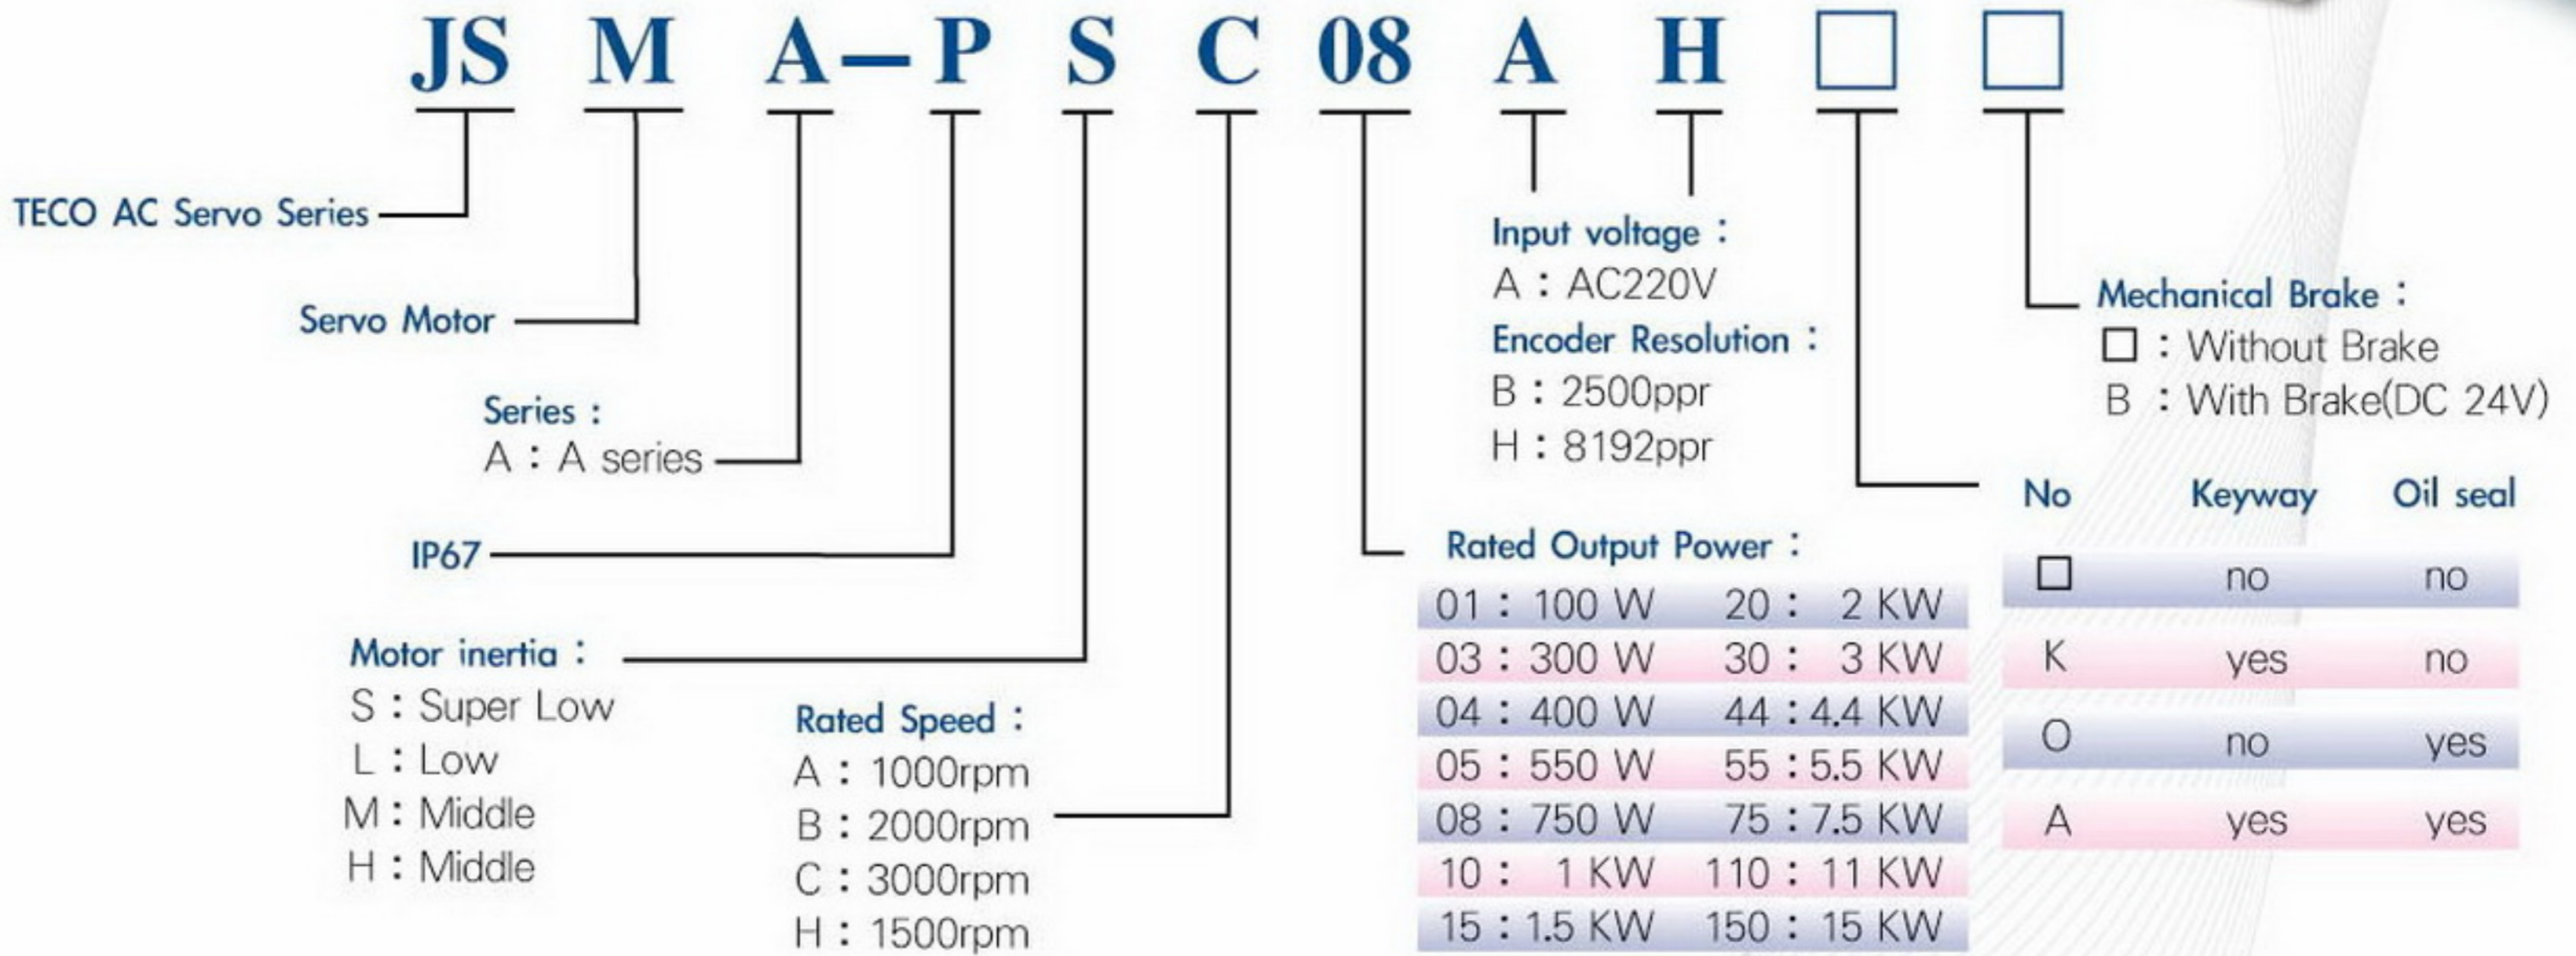 JS M A－P S C 08 A H □ □
TECO AC Servo Series
Servo Motor
Series :
A : A series
IP67
Motor inertia :
S : Super Low
L : Low
M : Middle
H : Middle
Rated Speed :
A : 1000rpm
B : 2000rpm
C : 3000rpm
H : 1500rpm
Input voltage :
A : AC220V
Encoder Resolution :
B : 2500ppr
H : 8192ppr
Rated Output Power :
01 : 100 W 20 : 2 KW
03 : 300 W 30 : 3 KW
04 : 400 W 44 : 4.4 KW
05 : 550 W 55 : 5.5 KW
08 : 750 W 75 : 7.5 KW
10 : 1 KW 110 : 11 KW
15 : 1.5 KW 150 : 15 KW
Mechanical Brake :
□ : Without Brake
B : With Brake(DC 24V)
No Keyway Oil seal
□ no no
K yes no
O no yes
A yes yes